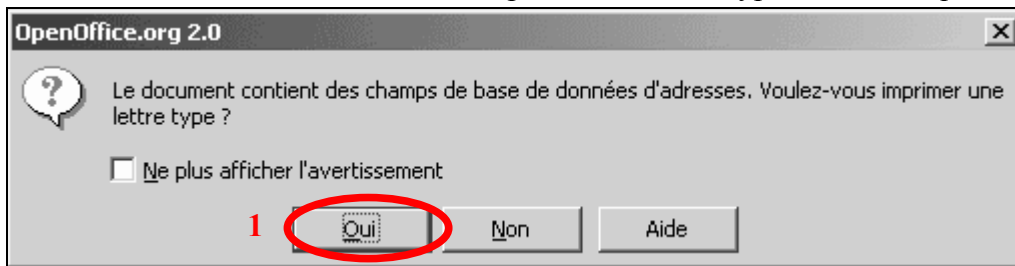 OpenOffice.org 2.0
Le document contient des champs de base de données d'adresses. Voulez-vous imprimer une
lettre type ?
Ne plus afficher l'avertissement
1 Oui Non Aide